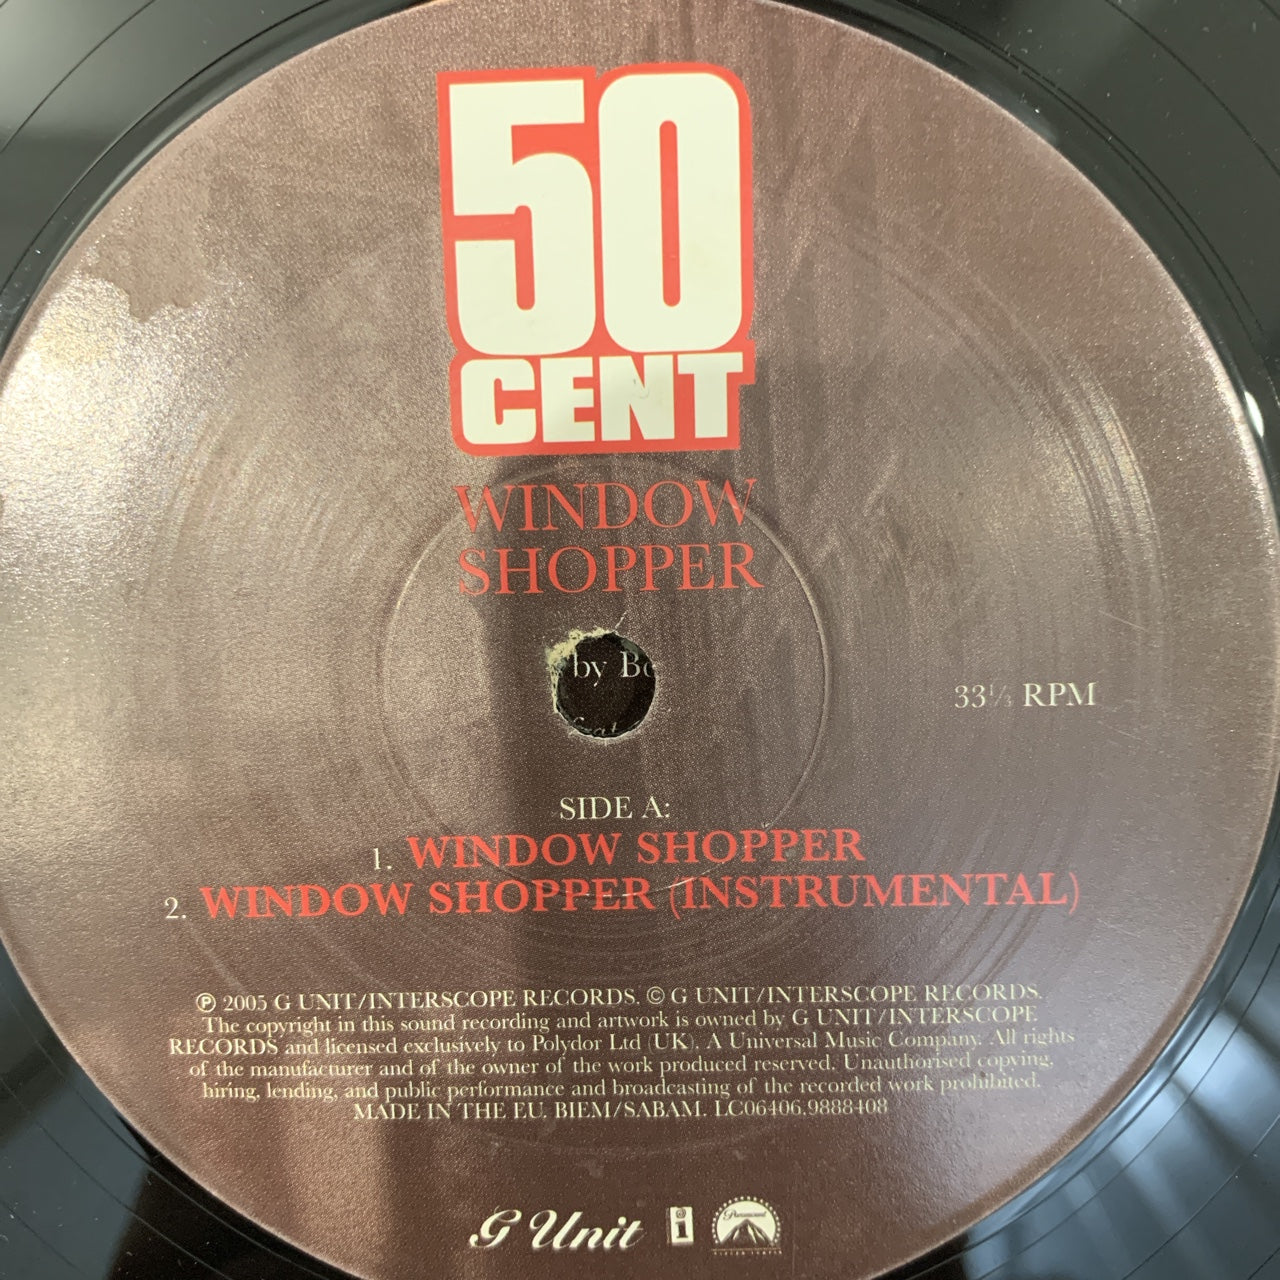 50
CENT
WINDOW
SHOPPER
by
33⅓ RPM
SIDE A:
1. WINDOW SHOPPER
2. WINDOW SHOPPER (INSTRUMENTAL)
℗ 2005 G UNIT/INTERSCOPE RECORDS. © G UNIT/INTERSCOPE RECORDS.
The copyright in this sound recording and artwork is owned by G UNIT/INTERSCOPE
RECORDS and licensed exclusively to Polydor Ltd (UK). A Universal Music Company. All rights
of the manufacturer and of the owner of the work produced reserved. Unauthorised copying,
hiring, lending, and public performance and broadcasting of the recorded work prohibited.
MADE IN THE EU. BIEM/SABAM. LC06406.9888408
G Unit i Paramount